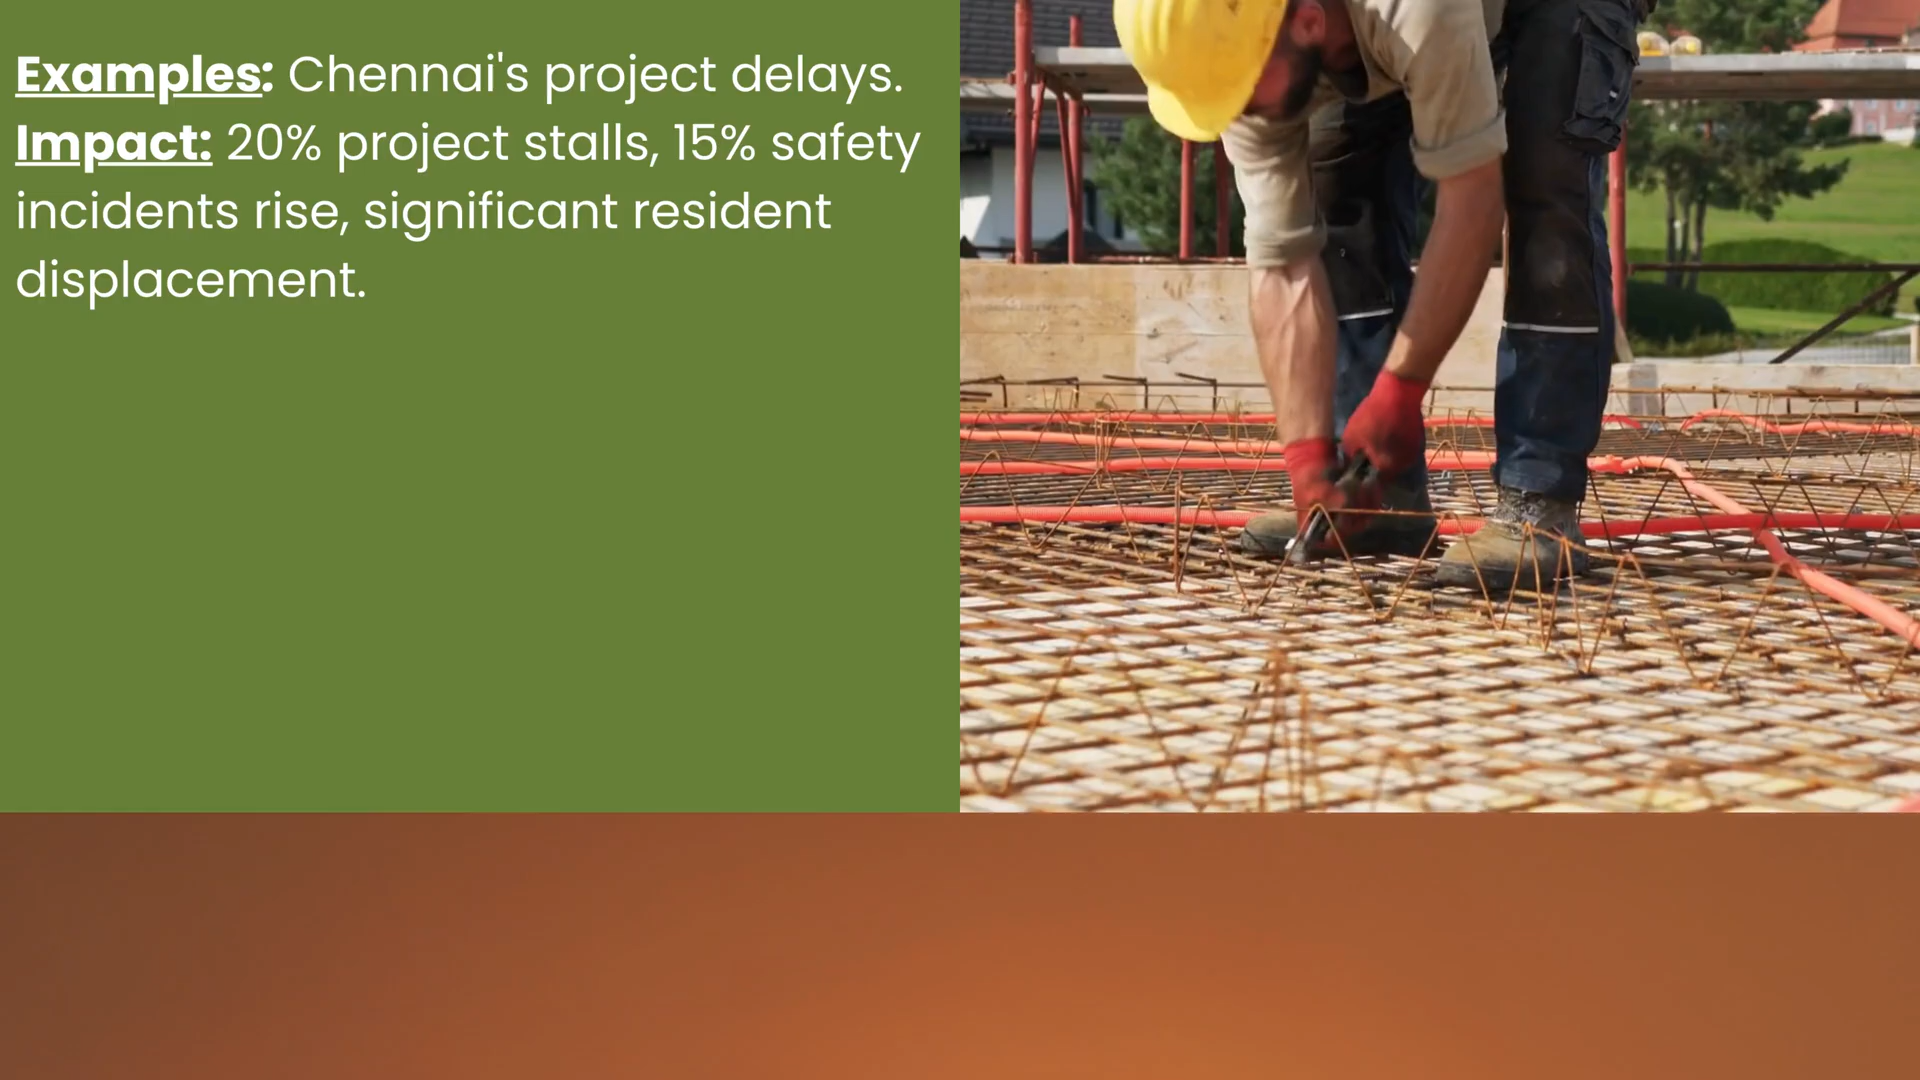 Examples: Chennai's project delays.
Impact: 20% project stalls, 15% safety
incidents rise, significant resident
displacement.